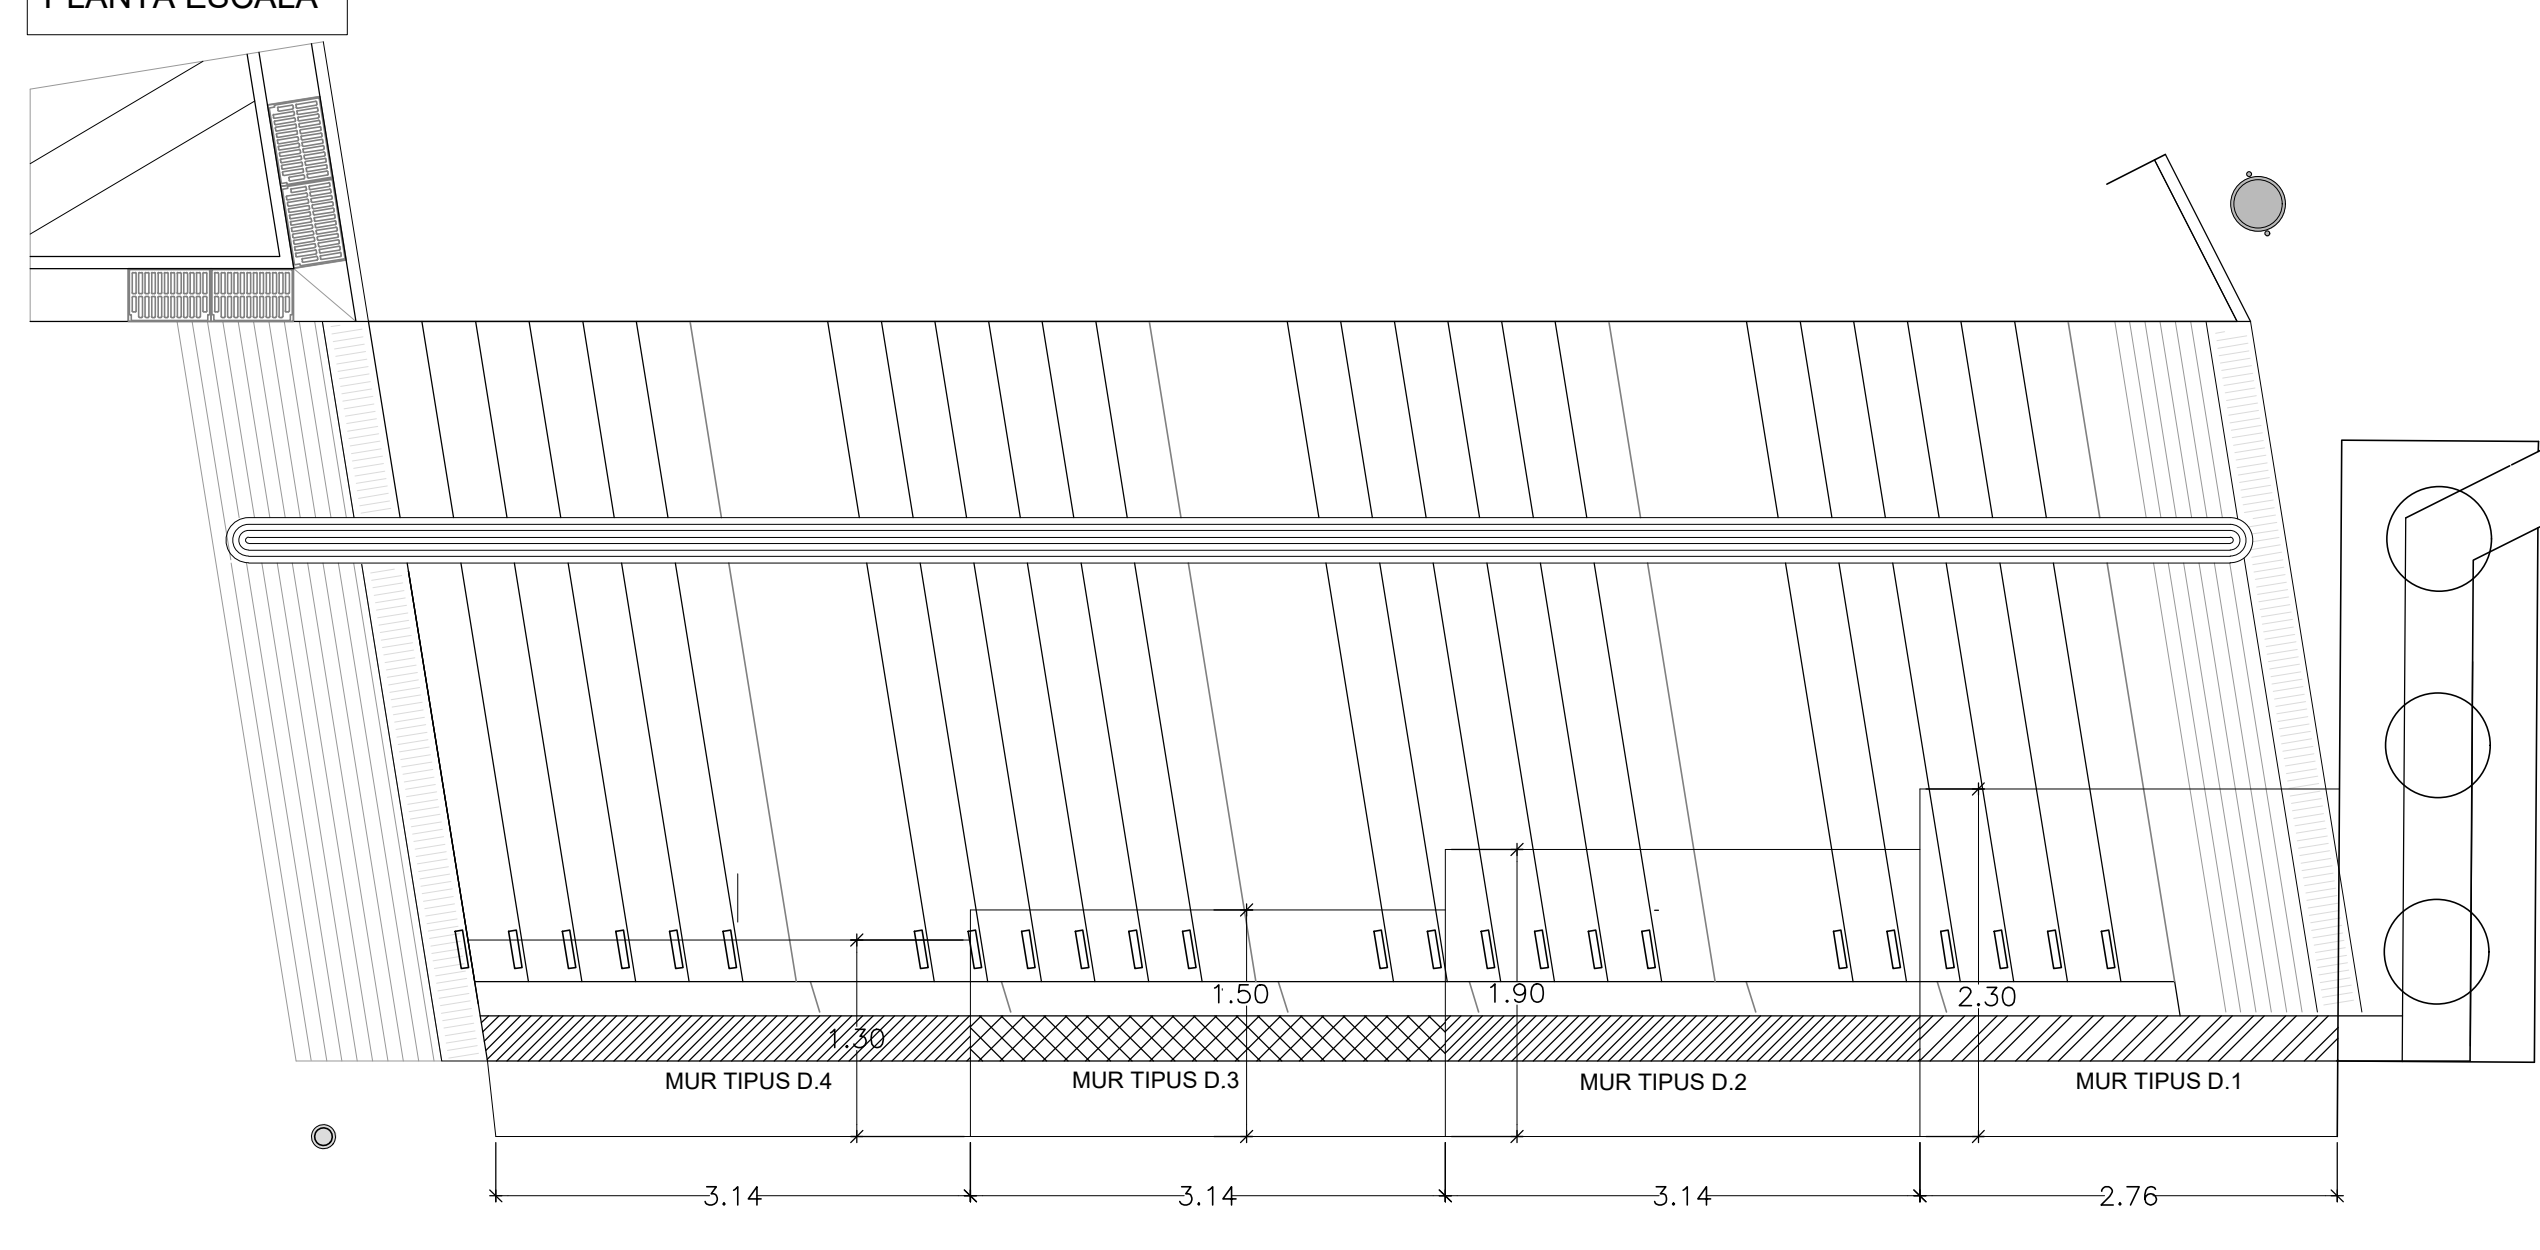 PLANTA ESCALA
1.50
1.90
2.30
1.30
MUR TIPUS D.4
MUR TIPUS D.3
MUR TIPUS D.2
MUR TIPUS D.1
3.14
3.14
3.14
2.76